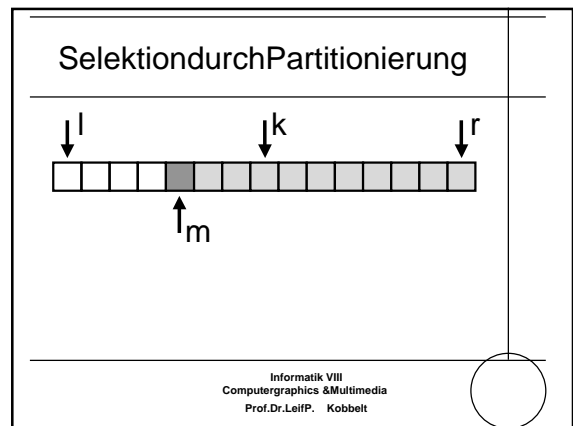 SelektiondurchPartitionierung
l k r
m
Informatik VIII
Computergraphics &Multimedia
Prof.Dr.LeifP. Kobbelt